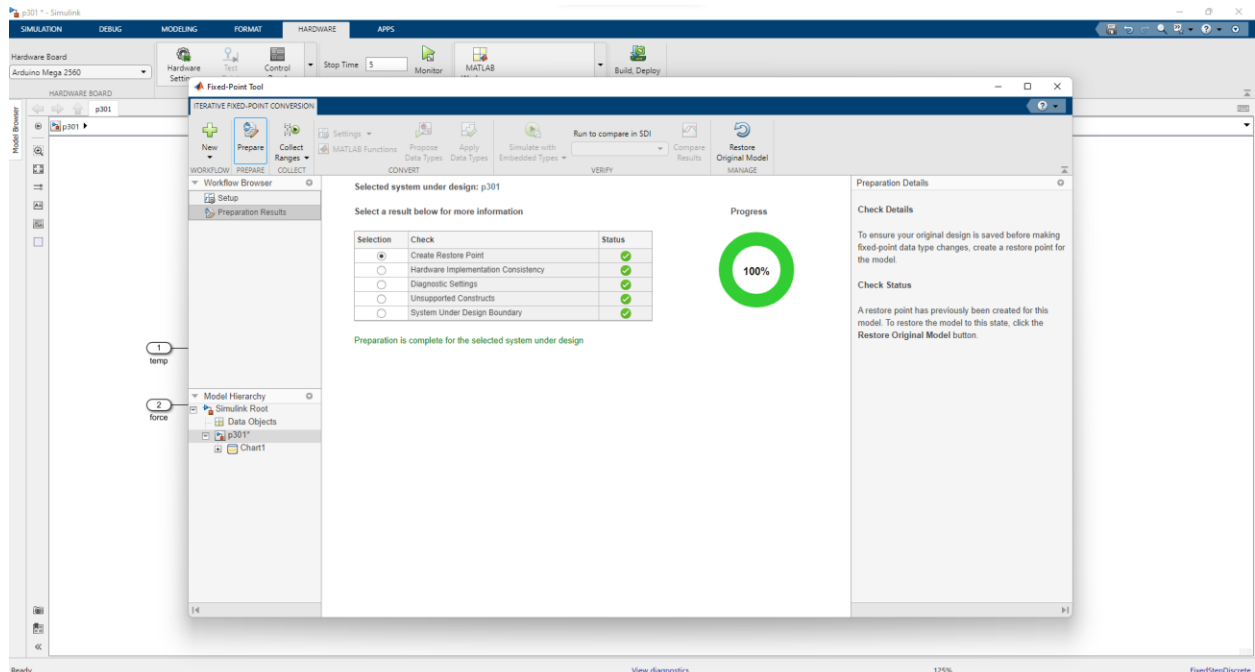 p301 * - Simulink
SIMULATION DEBUG MODELING FORMAT HARDWARE APPS
Hardware Board
Arduino Mega 2560
Hardware
Test
Control
Stop Time 5
Monitor
MATLAB
Build, Deploy
HARDWARE BOARD
p301
Model Browser
p301
Fixed-Point Tool
ITERATIVE FIXED-POINT CONVERSION
New
Prepare
Collect
Ranges
Settings
MATLAB Functions
Propose
Data Types
Apply
Data Types
Simulate with
Embedded Types
Run to compare in SDI
Compare
Results
Restore
Original Model
WORKFLOW PREPARE COLLECT CONVERT VERIFY MANAGE
Workflow Browser
Setup
Preparation Results
Selected system under design: p301
Select a result below for more information
Progress
Selection Check Status
Create Restore Point
Hardware Implementation Consistency
Diagnostic Settings
Unsupported Constructs
System Under Design Boundary
100%
Preparation is complete for the selected system under design
Preparation Details
Check Details
To ensure your original design is saved before making
fixed-point data type changes, create a restore point for
the model.
Check Status
A restore point has previously been created for this
model. To restore the model to this state, click the
Restore Original Model button.
1
temp
2
force
Model Hierarchy
Simulink Root
Data Objects
p301*
Chart1
Ready
View diagnostics
125%
FixedStepDiscrete